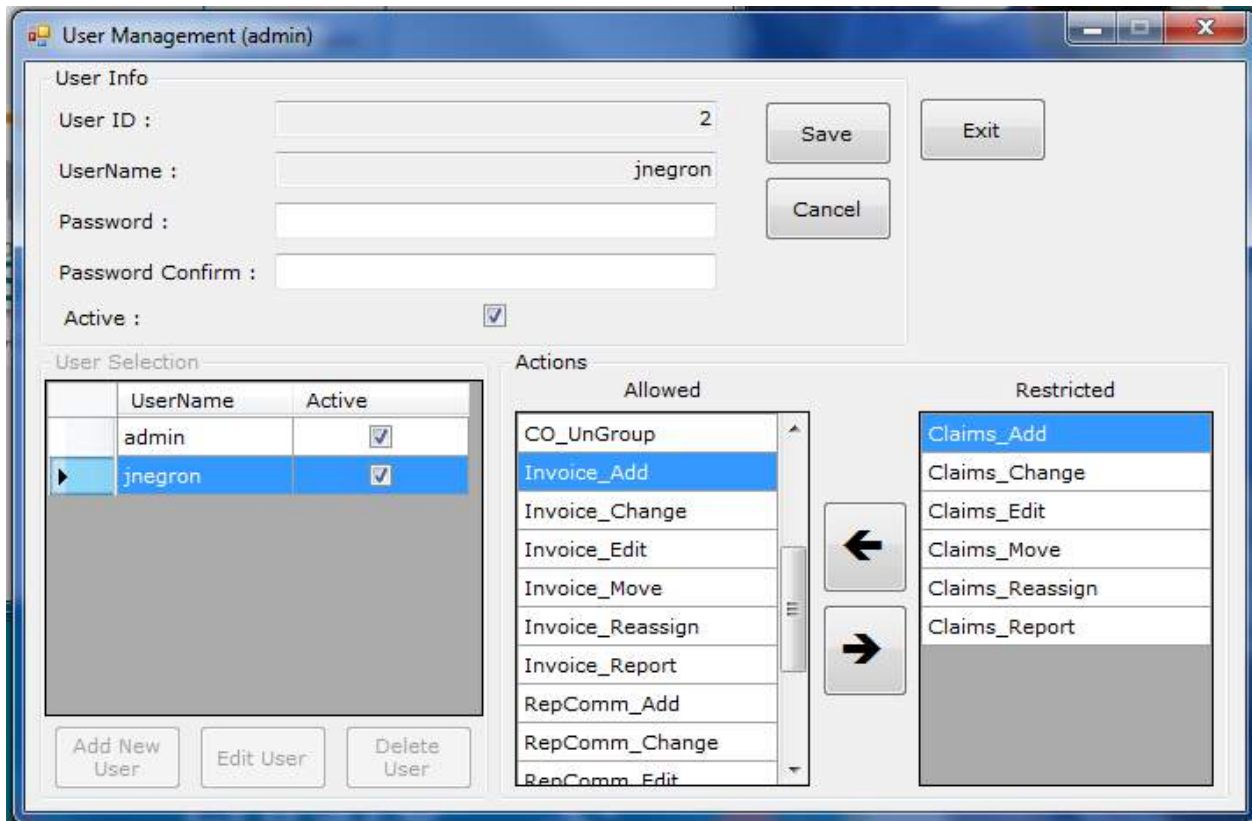 User Management (admin)
User Info
User ID : 2
Save
Exit
UserName : jnegron
Cancel
Password :
Password Confirm :
Active :
User Selection
UserName Active
admin
jnegron
Add New User
Edit User
Delete User
Actions
Allowed
CO_UnGroup
Invoice_Add
Invoice_Change
Invoice_Edit
Invoice_Move
Invoice_Reassign
Invoice_Report
RepComm_Add
RepComm_Change
RepComm_Edit
Restricted
Claims_Add
Claims_Change
Claims_Edit
Claims_Move
Claims_Reassign
Claims_Report